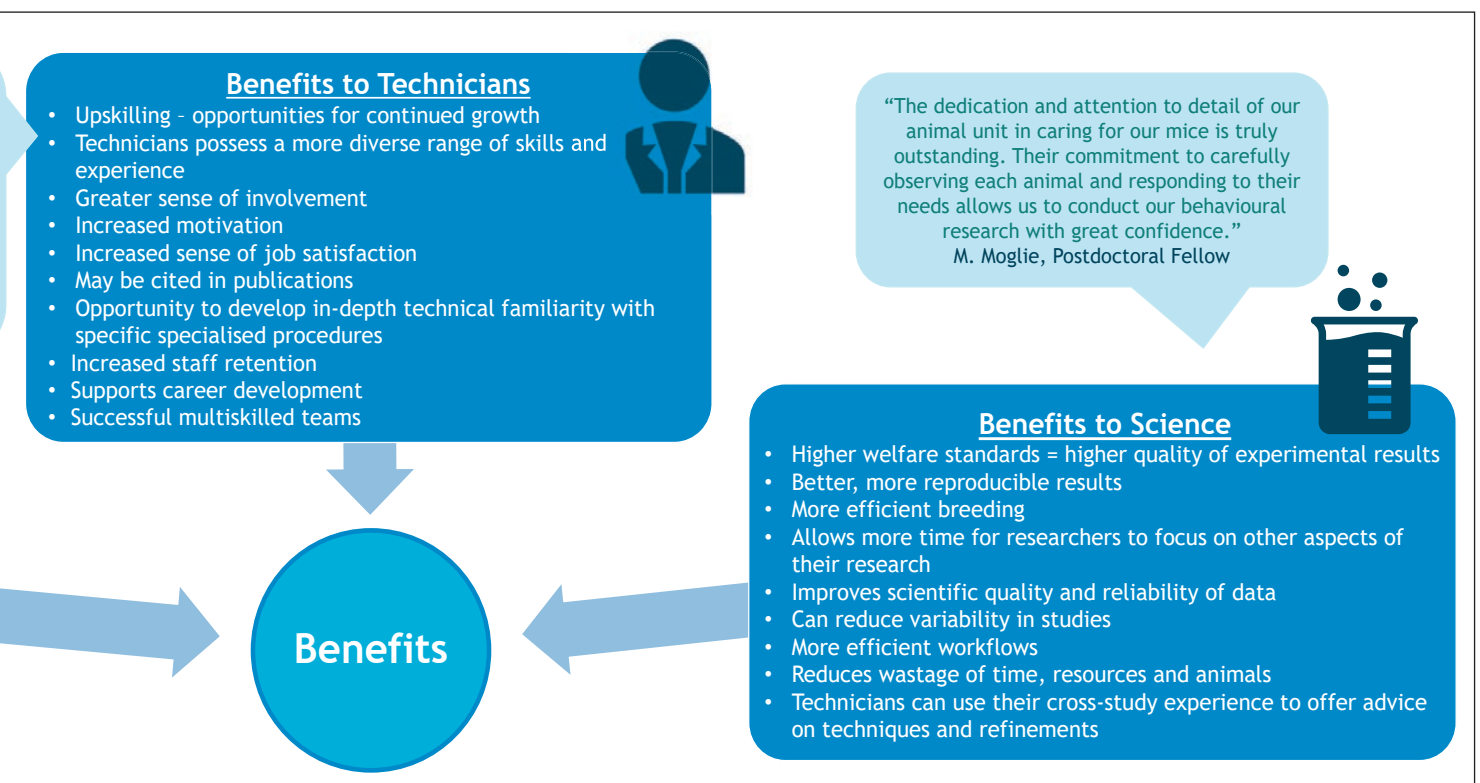 Benefits to Technicians
• Upskilling – opportunities for continued growth
• Technicians possess a more diverse range of skills and
experience
• Greater sense of involvement
• Increased motivation
• Increased sense of job satisfaction
• May be cited in publications
• Opportunity to develop in-depth technical familiarity with
specific specialised procedures
• Increased staff retention
• Supports career development
• Successful multiskilled teams
“The dedication and attention to detail of our
animal unit in caring for our mice is truly
outstanding. Their commitment to carefully
observing each animal and responding to their
needs allows us to conduct our behavioural
research with great confidence.”
M. Moglie, Postdoctoral Fellow
Benefits to Science
• Higher welfare standards = higher quality of experimental results
• Better, more reproducible results
• More efficient breeding
• Allows more time for researchers to focus on other aspects of
their research
• Improves scientific quality and reliability of data
• Can reduce variability in studies
• More efficient workflows
• Reduces wastage of time, resources and animals
• Technicians can use their cross-study experience to offer advice
on techniques and refinements
Benefits